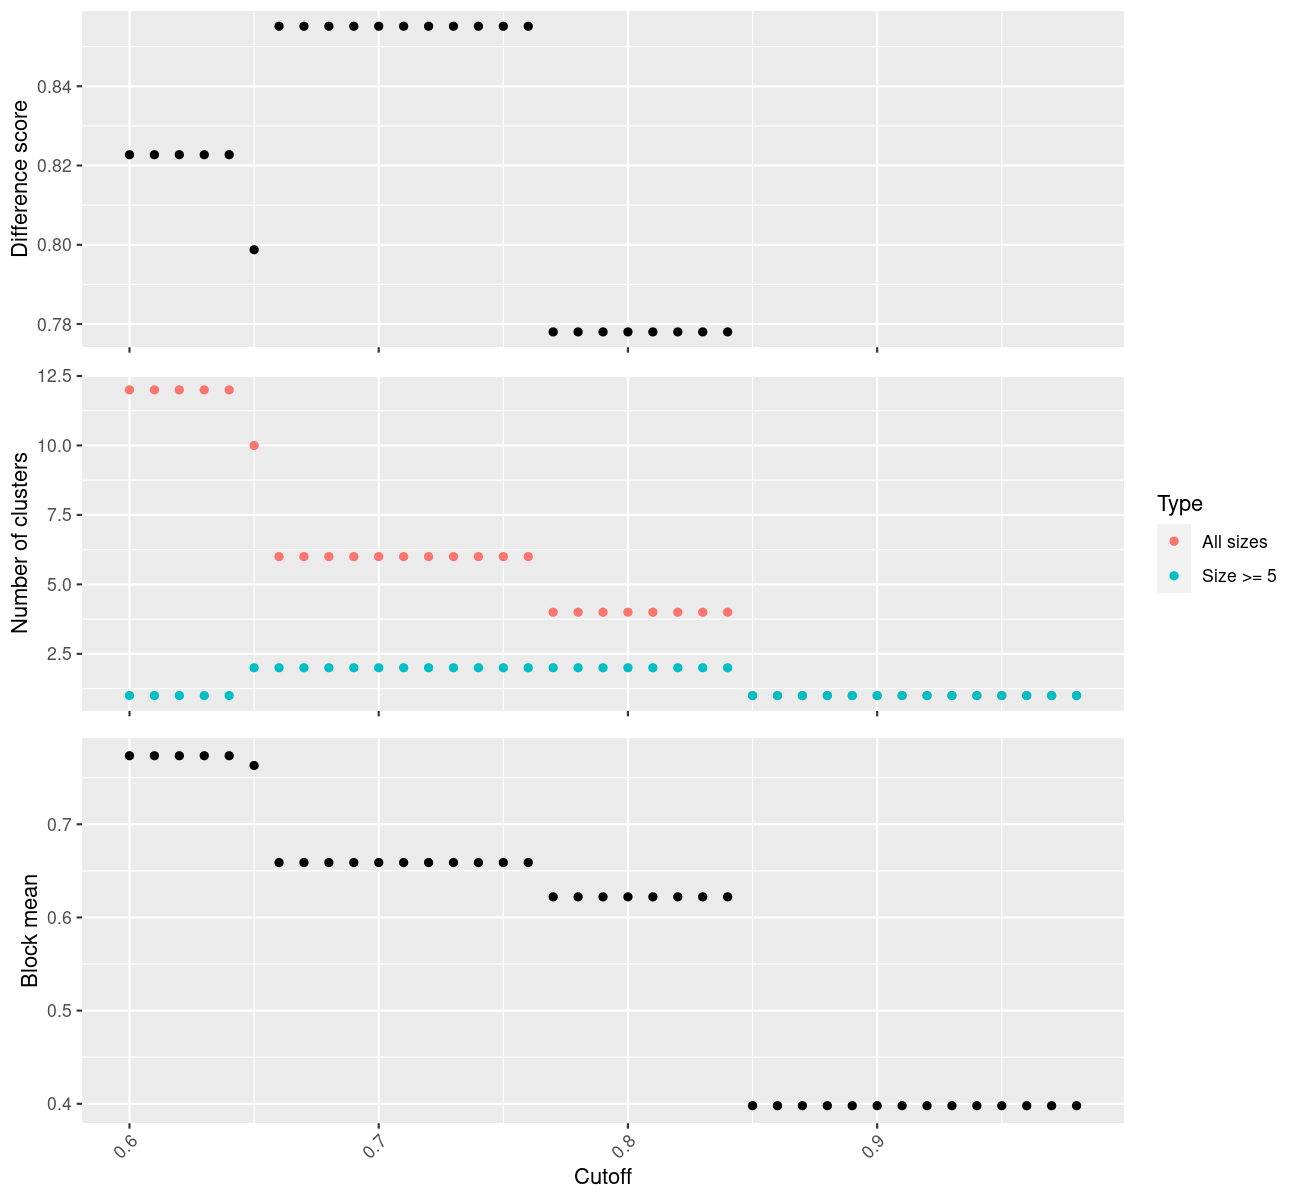 Difference score
0.84
0.82
0.80
0.78
Number of clusters
12.5
10.0
7.5
5.0
2.5
Type
All sizes
Size >= 5
Block mean
0.7
0.6
0.5
0.4
0.6 0.7 0.8 0.9
Cutoff